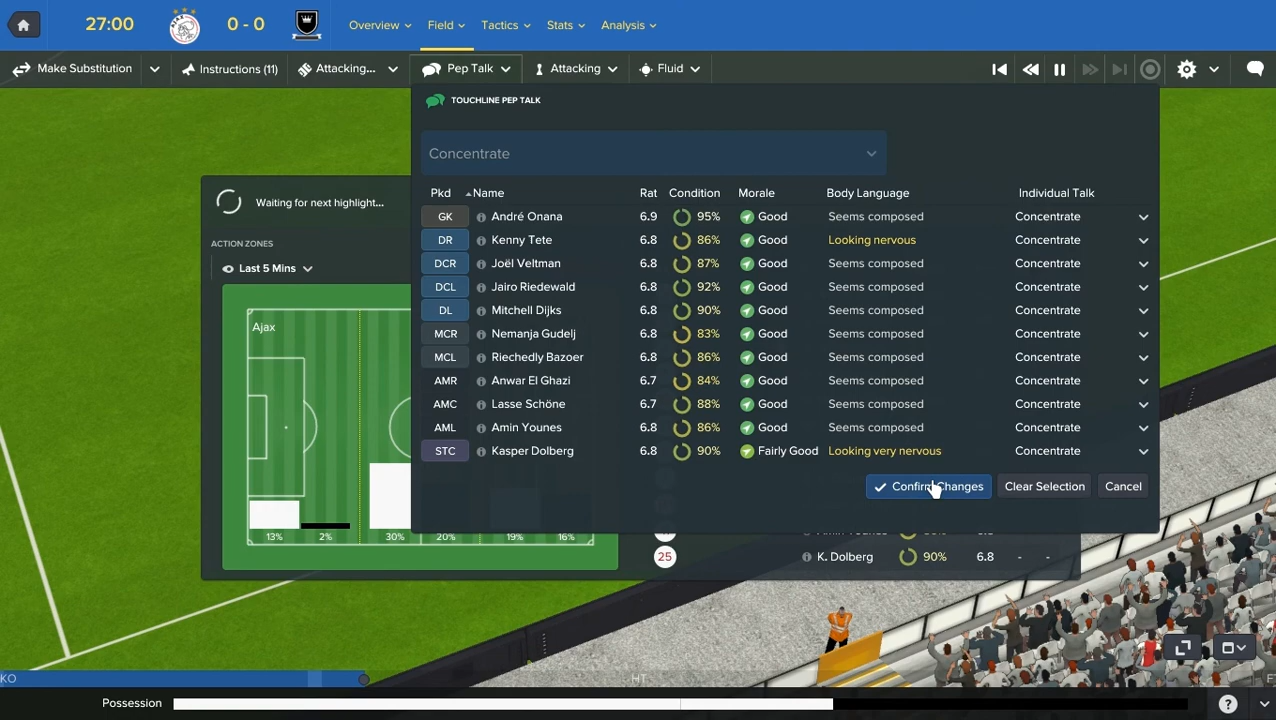 27:00 0 - 0 Overview Field Tactics Stats Analysis
Make Substitution Instructions (11) Attacking... Pep Talk Attacking Fluid
TOUCHLINE PEP TALK
Concentrate
Waiting for next highlight...
ACTION ZONES
Last 5 Mins
Ajax
13% 2% 30% 20% 19% 16%
Pkd Name Rat Condition Morale Body Language Individual Talk
GK André Onana 6.9 95% Good Seems composed Concentrate
DR Kenny Tete 6.8 86% Good Looking nervous Concentrate
DCR Joël Veltman 6.8 87% Good Seems composed Concentrate
DCL Jairo Riedewald 6.8 92% Good Seems composed Concentrate
DL Mitchell Dijks 6.8 90% Good Seems composed Concentrate
MCR Nemanja Gudelj 6.8 83% Good Seems composed Concentrate
MCL Riechedly Bazoer 6.8 86% Good Seems composed Concentrate
AMR Anwar El Ghazi 6.7 84% Good Seems composed Concentrate
AMC Lasse Schöne 6.7 88% Good Seems composed Concentrate
AML Amin Younes 6.8 86% Good Seems composed Concentrate
STC Kasper Dolberg 6.8 90% Fairly Good Looking very nervous Concentrate
Confirm Changes Clear Selection Cancel
25 K. Dolberg 90% 6.8 - -
KO HT
Possession ?